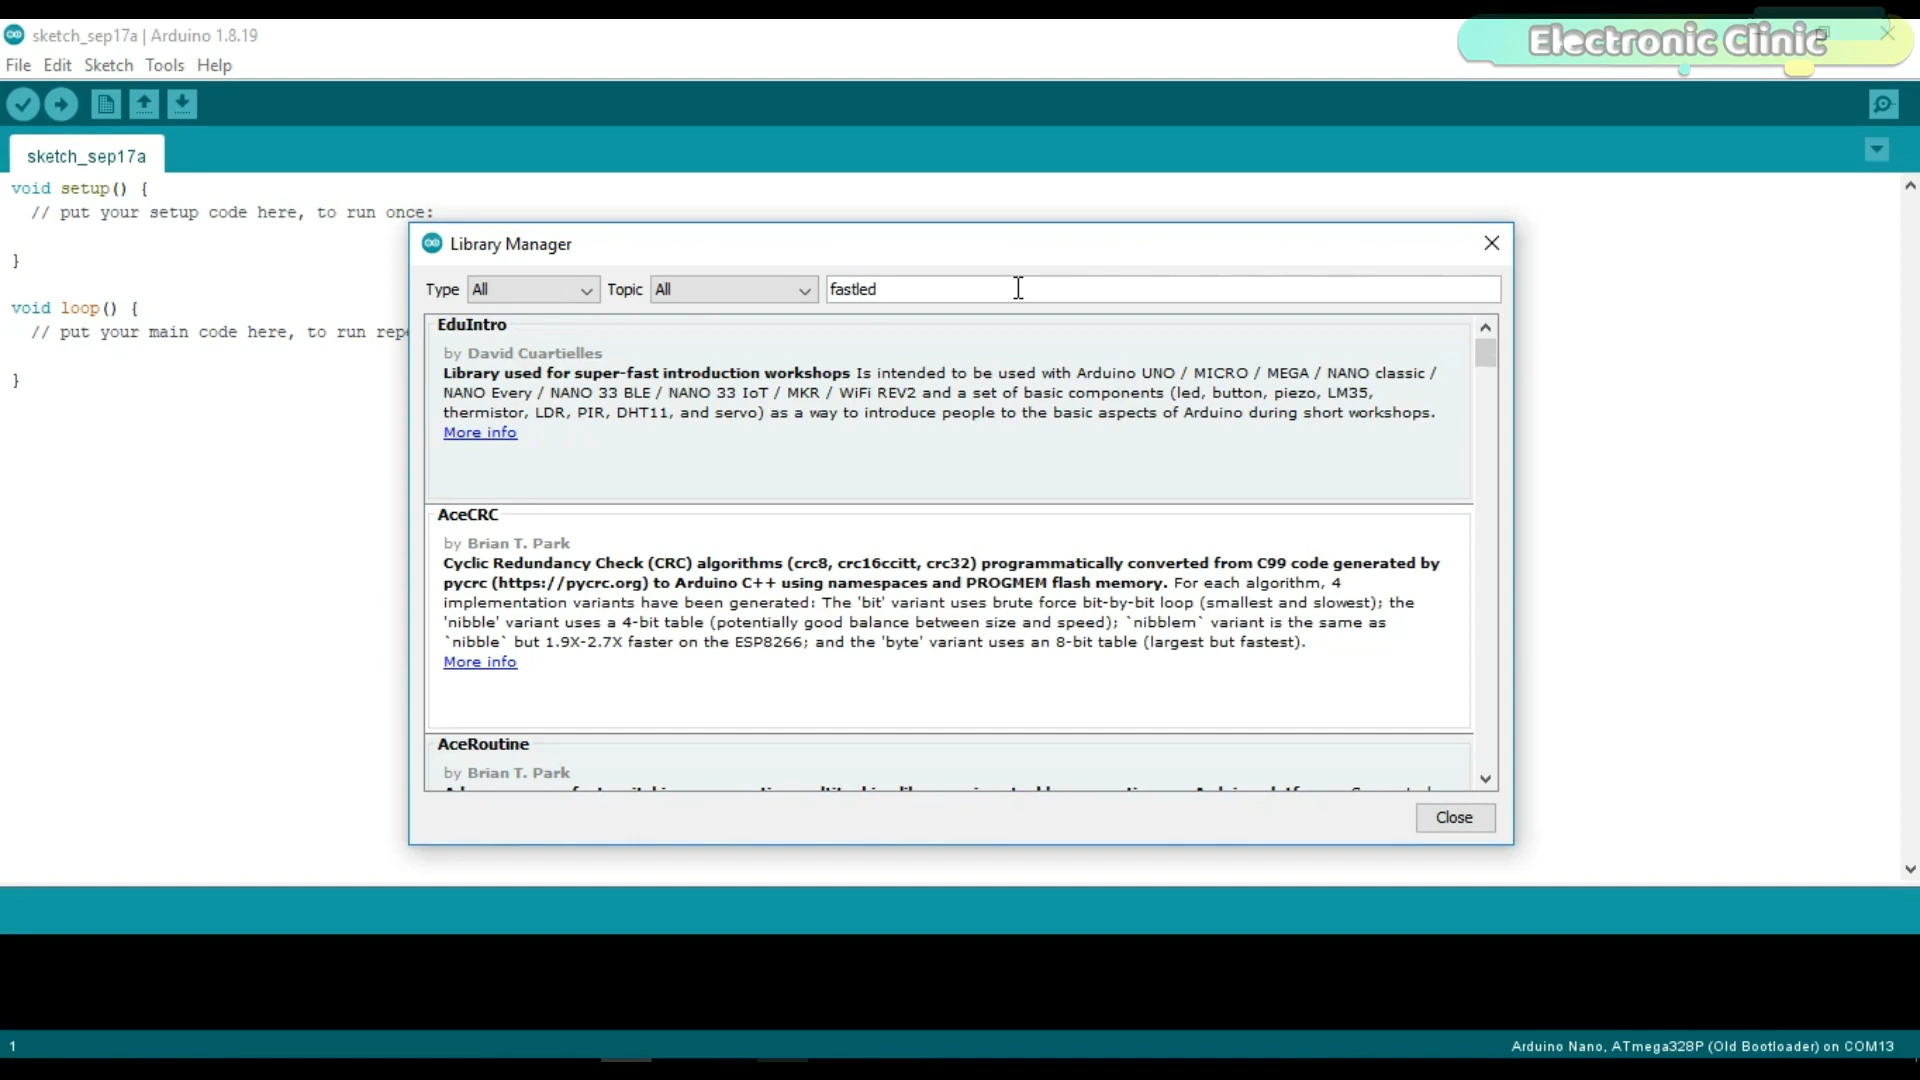 sketch_sep17a | Arduino 1.8.19
Electronic Clinic
File Edit Sketch Tools Help
sketch_sep17a
void setup() {
// put your setup code here, to run once:
}
void loop() {
// put your main code here, to run
}
Library Manager
Type All Topic All fastled
EduIntro
by David Cuartielles
Library used for super-fast introduction workshops Is intended to be used with Arduino UNO / MICRO / MEGA / NANO classic /
NANO Every / NANO 33 BLE / NANO 33 IoT / MKR / WiFi REV2 and a set of basic components (led, button, piezo, LM35,
thermistor, LDR, PIR, DHT11, and servo) as a way to introduce people to the basic aspects of Arduino during short workshops.
More info
AceCRC
by Brian T. Park
Cyclic Redundancy Check (CRC) algorithms (crc8, crc16ccitt, crc32) programmatically converted from C99 code generated by
pycrc (https://pycrc.org) to Arduino C++ using namespaces and PROGMEM flash memory. For each algorithm, 4
implementation variants have been generated: The 'bit' variant uses brute force bit-by-bit loop (smallest and slowest); the
'nibble' variant uses a 4-bit table (potentially good balance between size and speed); `nibblem` variant is the same as
`nibble` but 1.9X-2.7X faster on the ESP8266; and the 'byte' variant uses an 8-bit table (largest but fastest).
More info
AceRoutine
by Brian T. Park
Close
1
Arduino Nano, ATmega328P (Old Bootloader) on COM13